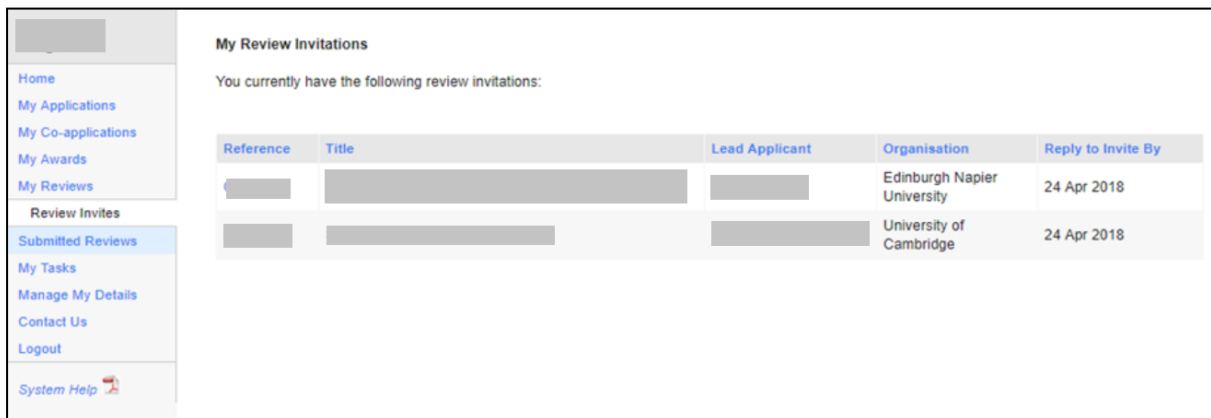 My Review Invitations
You currently have the following review invitations:
Home
My Applications
My Co-applications
My Awards
My Reviews
Review Invites
Submitted Reviews
My Tasks
Manage My Details
Contact Us
Logout
System Help
Reference Title Lead Applicant Organisation Reply to Invite By
Edinburgh Napier
University
24 Apr 2018
University of
Cambridge
24 Apr 2018